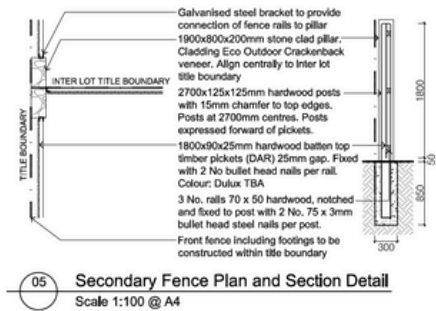 Galvanised steel bracket to provide
connection of fence rails to pillar
1900x800x200mm stone clad pillar.
Cladding Eco Outdoor Crackenback
veneer. Align centrally to Inter lot
title boundary
INTER LOT TITLE BOUNDARY
2700x125x125mm hardwood posts
with 15mm chamfer to top edges.
Posts at 2700mm centres. Posts
expressed forward of pickets.
1800x90x25mm hardwood batten top
timber pickets (DAR) 25mm gap. Fixed
with 2 No bullet head nails per rail.
Colour: Dulux TBA
3 No. rails 70 x 50 hardwood, notched
and fixed to post with 2 No. 75 x 3mm
bullet head steel nails per post.
Front fence including footings to be
constructed within title boundary
TITLE BOUNDARY
1800
50
850
300
05 Secondary Fence Plan and Section Detail
Scale 1:100 @ A4